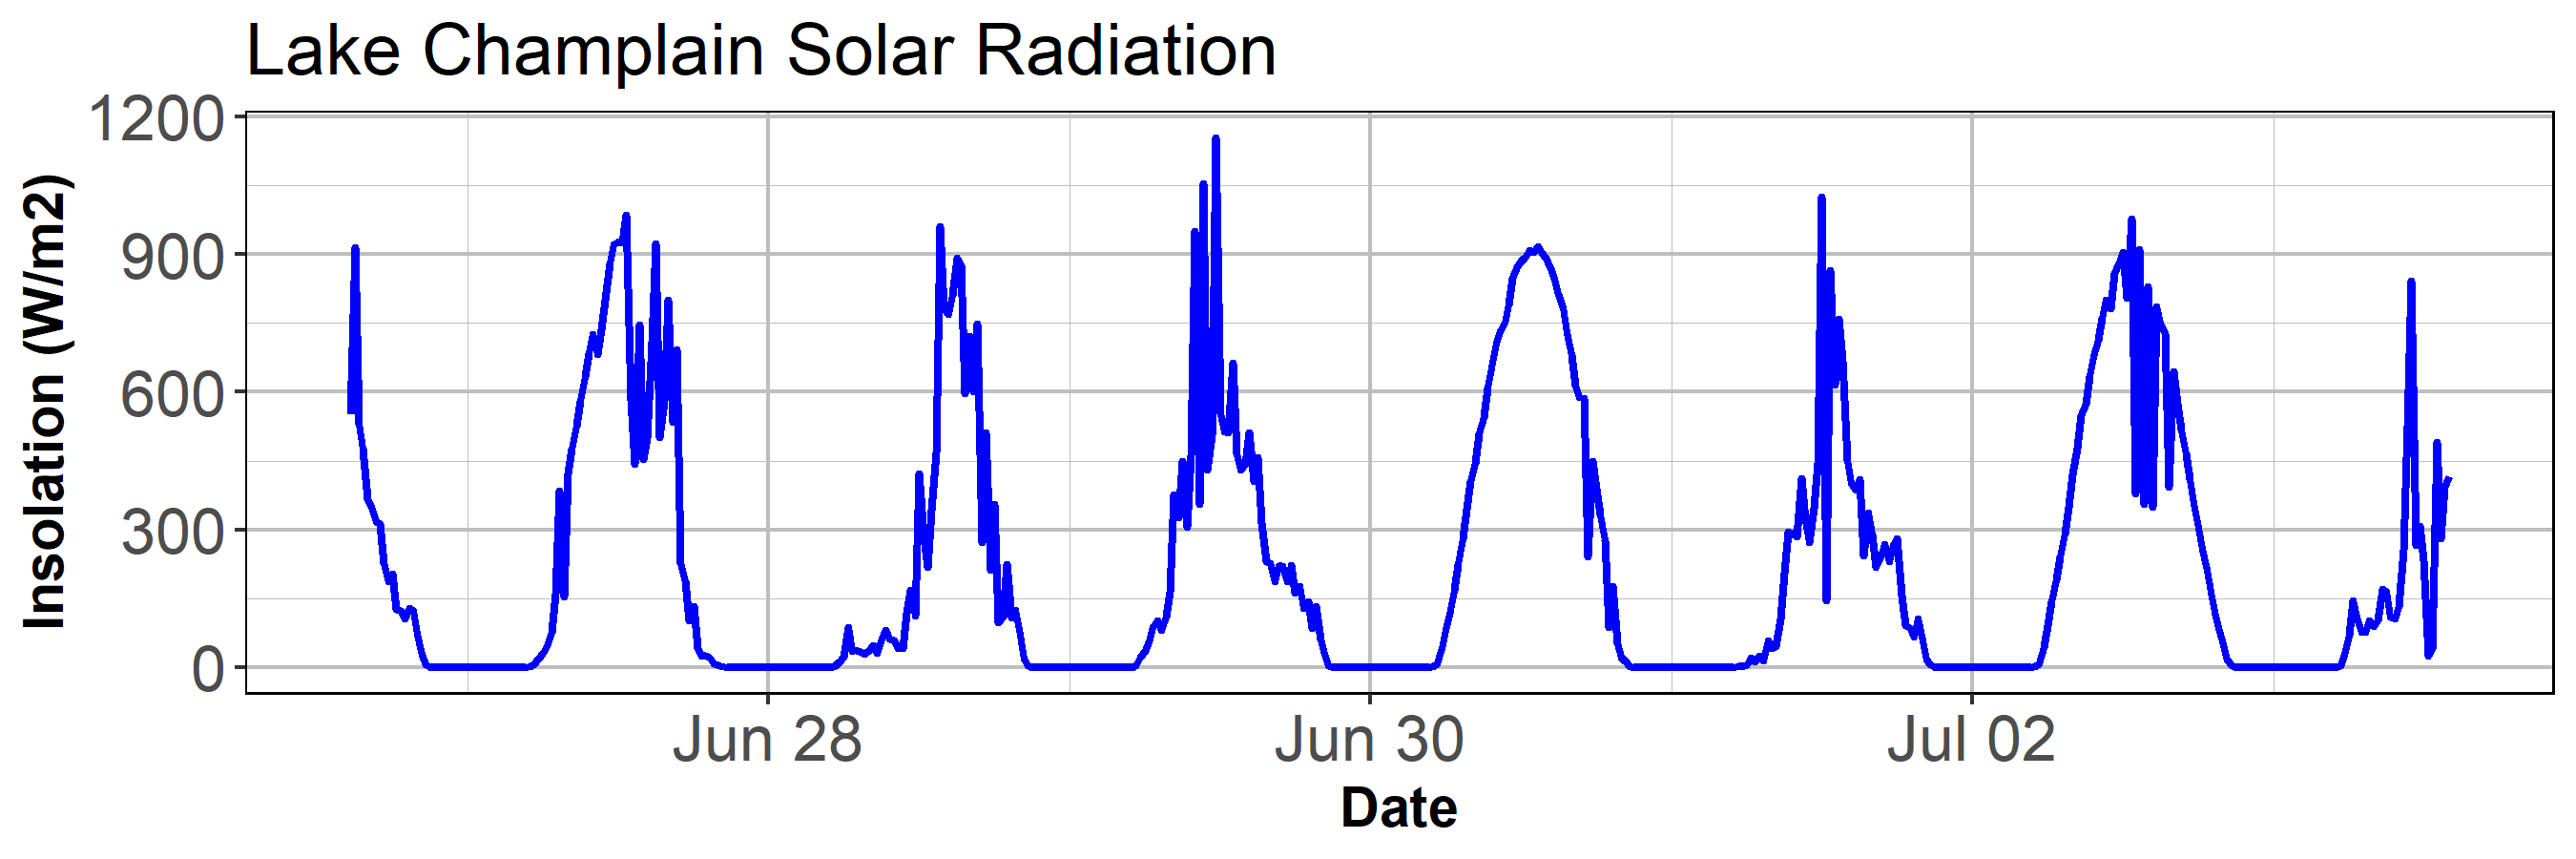 Lake Champlain Solar Radiation
1200
900
600
300
0
Insolation (W/m2)
Jun 28
Jun 30
Jul 02
Date